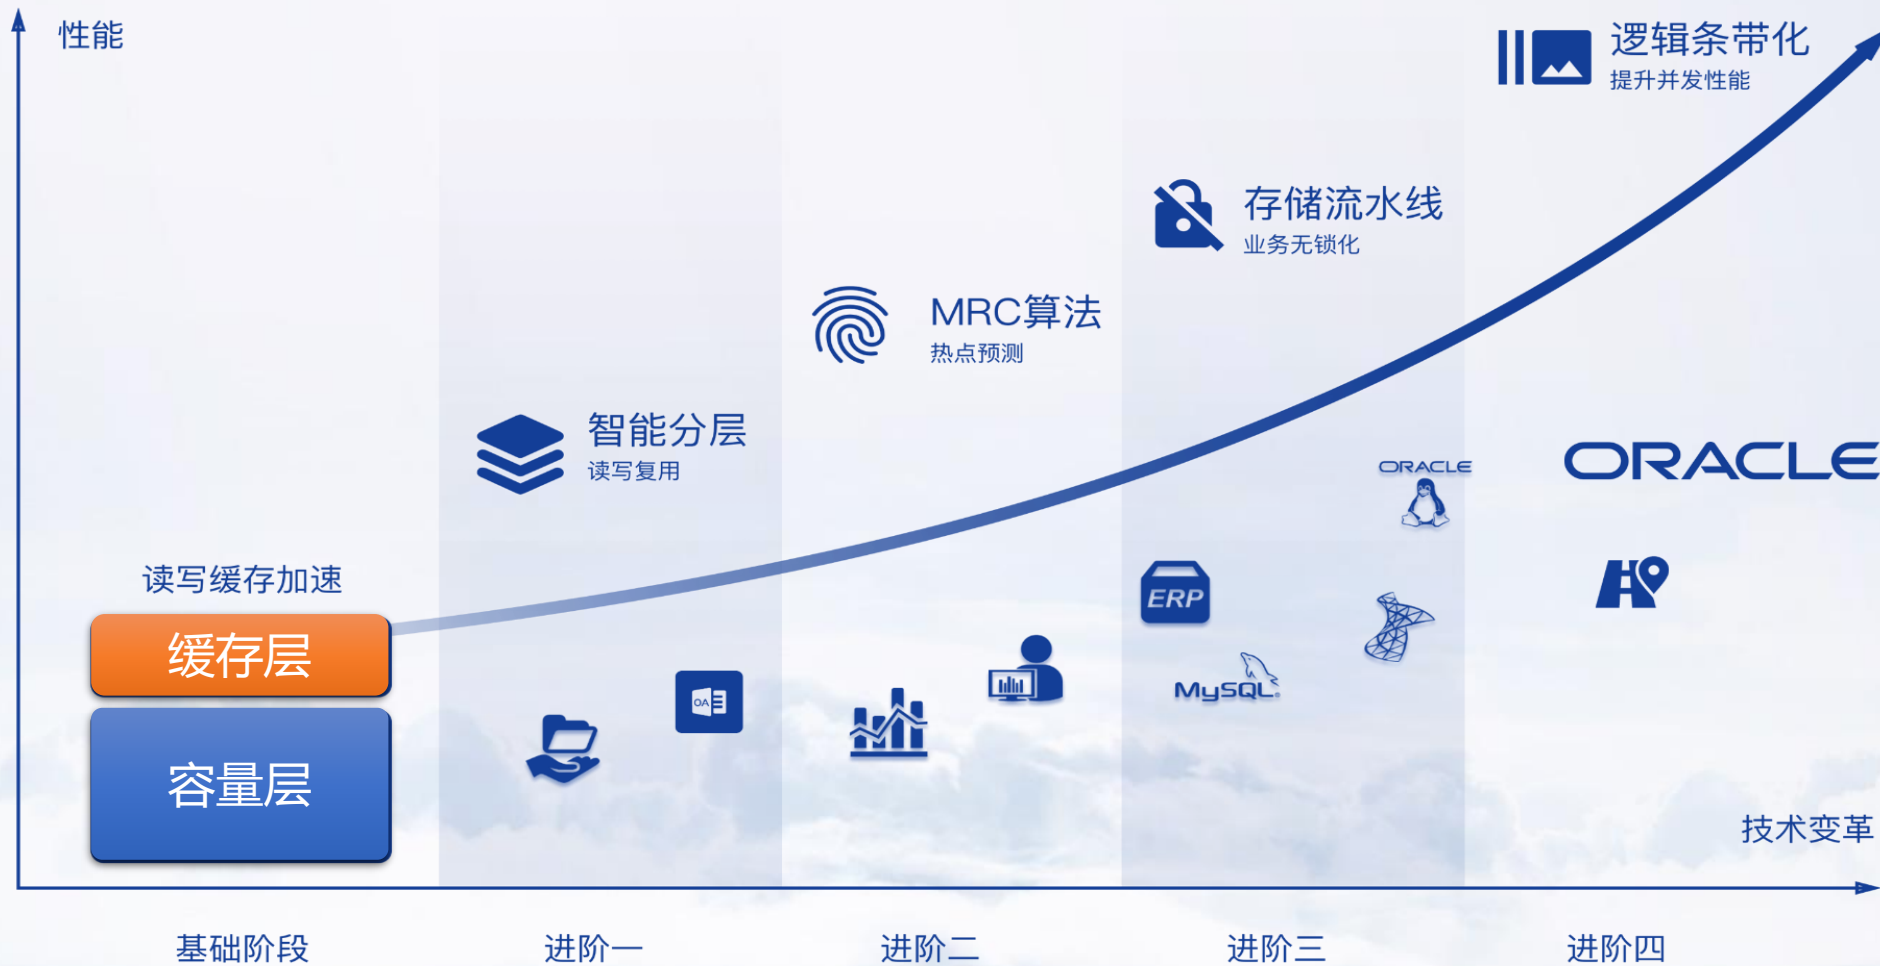 性能
逻辑条带化
提升并发性能
存储流水线
业务无锁化
MRC算法
热点预测
智能分层
读写复用
ORACLE
ORACLE
读写缓存加速
缓存层
ERP
MySQL
OA
容量层
技术变革
基础阶段
进阶一
进阶二
进阶三
进阶四